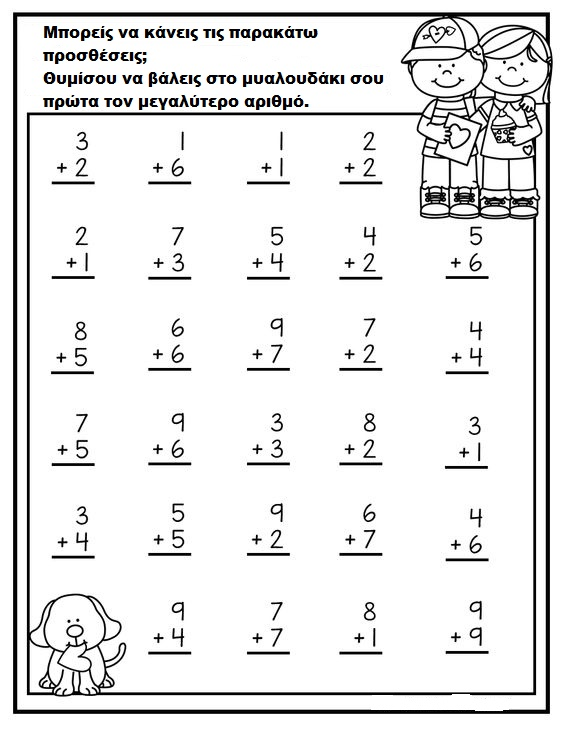 Μπορείς να κάνεις τις παρακάτω
προσθέσεις;
Θυμίσου να βάλεις στο μυαλουδάκι σου
πρώτα τον μεγαλύτερο αριθμό.
3 1 1 2
+ 2 + 6 + 1 + 2
2 7 5 4 5
+ 1 + 3 + 4 + 2 + 6
8 6 9 7 4
+ 5 + 6 + 7 + 2 + 4
7 9 3 8 3
+ 5 + 6 + 3 + 2 + 1
3 5 9 6 4
+ 4 + 5 + 2 + 7 + 6
9 7 8 9
+ 4 + 7 + 1 + 9